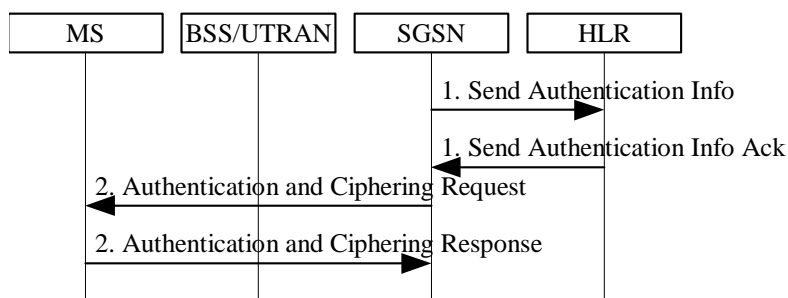 MS BSS/UTRAN SGSN HLR
1. Send Authentication Info
1. Send Authentication Info Ack
2. Authentication and Ciphering Request
2. Authentication and Ciphering Response